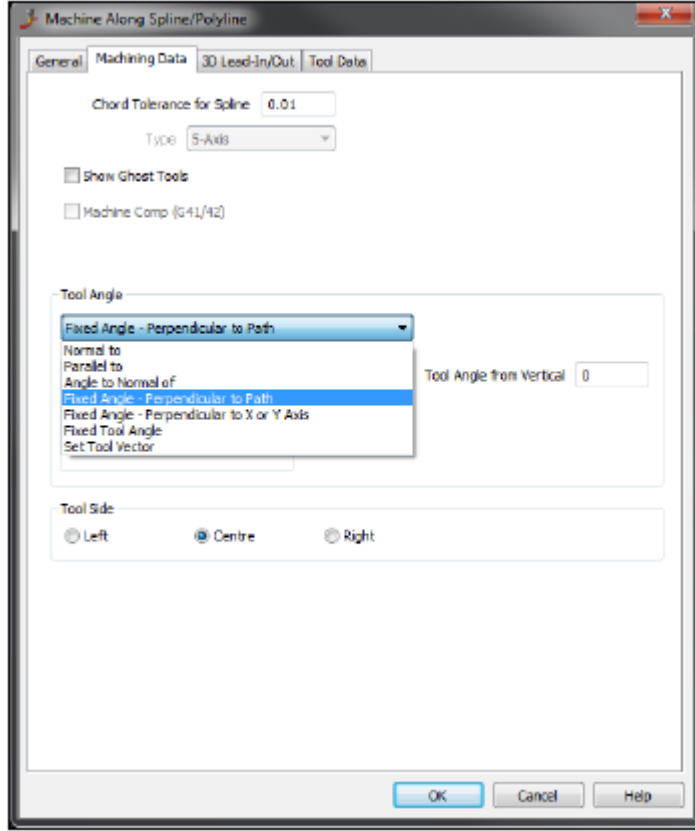 Machine Along Spline/Polyline
General Machining Data 3D Lead-In/Out Tool Data
Chord Tolerance for Spline 0.01
Type 5-Axis
Show Ghost Tools
Machine Comp (G41/42)
Tool Angle
Fixed Angle - Perpendicular to Path
Normal to
Parallel to
Angle to Normal of
Fixed Angle - Perpendicular to Path
Fixed Angle - Perpendicular to X or Y Axis
Fixed Tool Angle
Set Tool Vector
Tool Angle from Vertical 0
Tool Side
Left Centre Right
OK Cancel Help